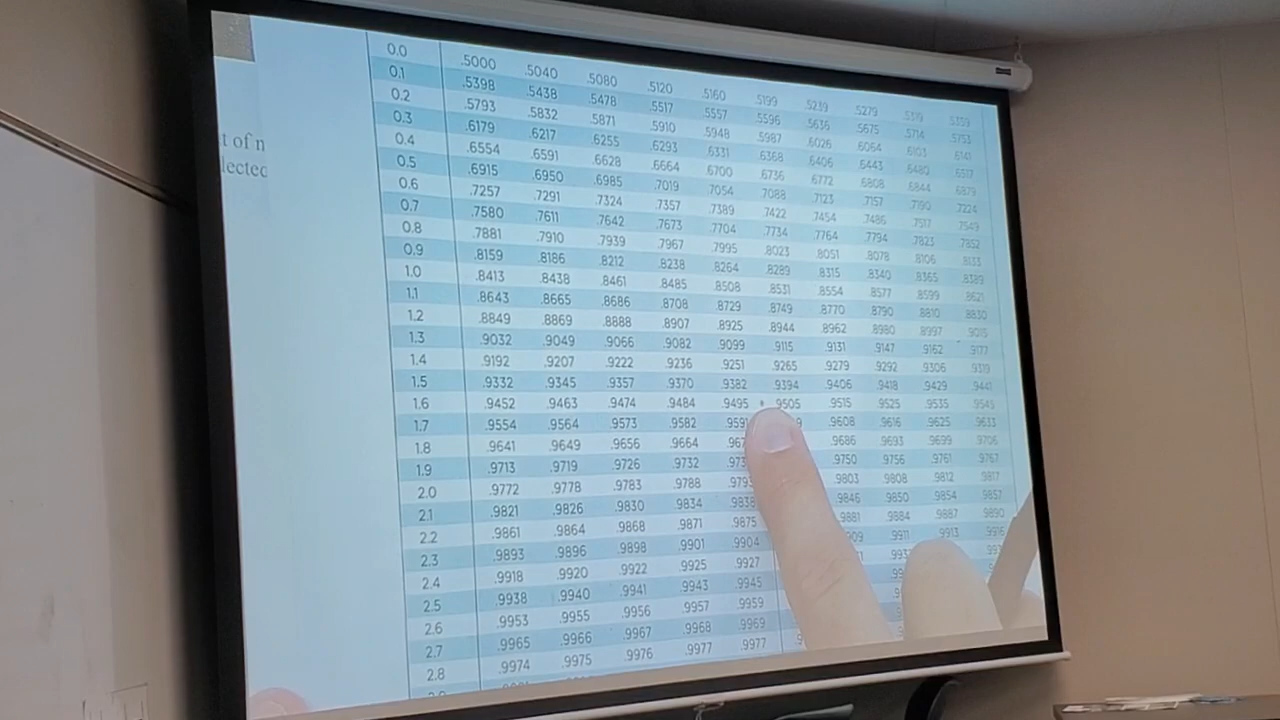 t of n
lected
0.0 .5000 .5040 .5080 .5120 .5160 .5199 .5239 .5279 .5319 .5359
0.1 .5398 .5438 .5478 .5517 .5557 .5596 .5636 .5675 .5714 .5753
0.2 .5793 .5832 .5871 .5910 .5948 .5987 .6026 .6064 .6103 .6141
0.3 .6179 .6217 .6255 .6293 .6331 .6368 .6406 .6443 .6480 .6517
0.4 .6554 .6591 .6628 .6664 .6700 .6736 .6772 .6808 .6844 .6879
0.5 .6915 .6950 .6985 .7019 .7054 .7088 .7123 .7157 .7190 .7224
0.6 .7257 .7291 .7324 .7357 .7389 .7422 .7454 .7486 .7517 .7549
0.7 .7580 .7611 .7642 .7673 .7704 .7734 .7764 .7794 .7823 .7852
0.8 .7881 .7910 .7939 .7967 .7995 .8023 .8051 .8078 .8106 .8133
0.9 .8159 .8186 .8212 .8238 .8264 .8289 .8315 .8340 .8365 .8389
1.0 .8413 .8438 .8461 .8485 .8508 .8531 .8554 .8577 .8599 .8621
1.1 .8643 .8665 .8686 .8708 .8729 .8749 .8770 .8790 .8810 .8830
1.2 .8849 .8869 .8888 .8907 .8925 .8944 .8962 .8980 .8997 .9015
1.3 .9032 .9049 .9066 .9082 .9099 .9115 .9131 .9147 .9162 .9177
1.4 .9192 .9207 .9222 .9236 .9251 .9265 .9279 .9292 .9306 .9319
1.5 .9332 .9345 .9357 .9370 .9382 .9394 .9406 .9418 .9429 .9441
1.6 .9452 .9463 .9474 .9484 .9495 * .9505 .9515 .9525 .9535 .9545
1.7 .9554 .9564 .9573 .9582 .9591 9 .9608 .9616 .9625 .9633
1.8 .9641 .9649 .9656 .9664 .967 .9686 .9693 .9699 .9706
1.9 .9713 .9719 .9726 .9732 .973 .9750 .9756 .9761 .9767
2.0 .9772 .9778 .9783 .9788 .9793 .9803 .9808 .9812 .9817
2.1 .9821 .9826 .9830 .9834 .9838 .9846 .9850 .9854 .9857
2.2 .9861 .9864 .9868 .9871 .9875 .9881 .9884 .9887 .9890
2.3 .9893 .9896 .9898 .9901 .9904 909 .9911 .9913 .9916
2.4 .9918 .9920 .9922 .9925 .9927
2.5 .9938 .9940 .9941 .9943 .9945
2.6 .9953 .9955 .9956 .9957 .9959
2.7 .9965 .9966 .9967 .9968 .9969
2.8 .9974 .9975 .9976 .9977 .9977